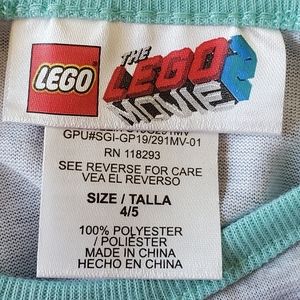 LEGO
THE
LEGO
MOVIE 2
GPU#SGI-GP19/291MV-01
RN 118293
SEE REVERSE FOR CARE
VEA EL REVERSO
SIZE / TALLA
4/5
100% POLYESTER
/ POLIÉSTER
MADE IN CHINA
HECHO EN CHINA